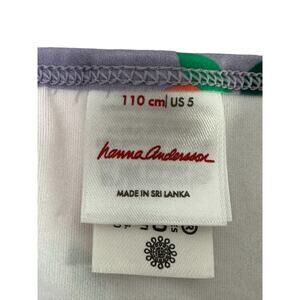 110 cm| US 5
hanna andersson
MADE IN SRI LANKA